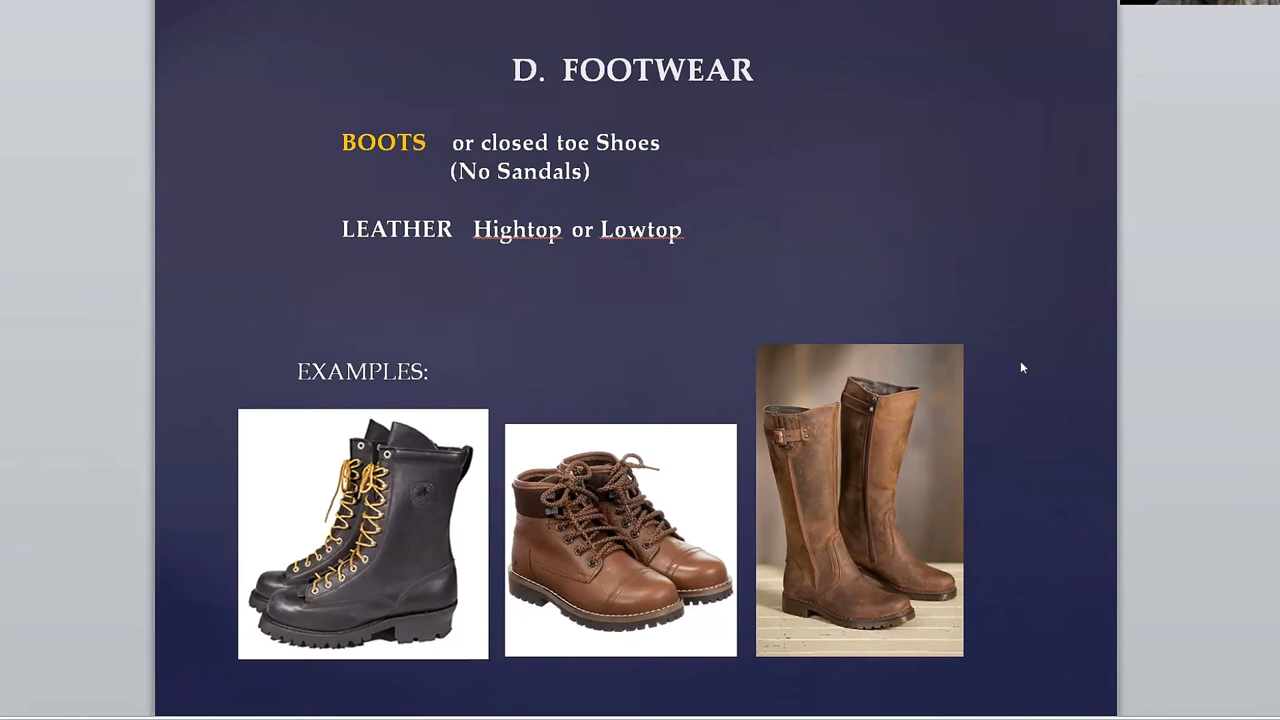 D. FOOTWEAR
BOOTS or closed toe Shoes
(No Sandals)
LEATHER Hightop or Lowtop
EXAMPLES: